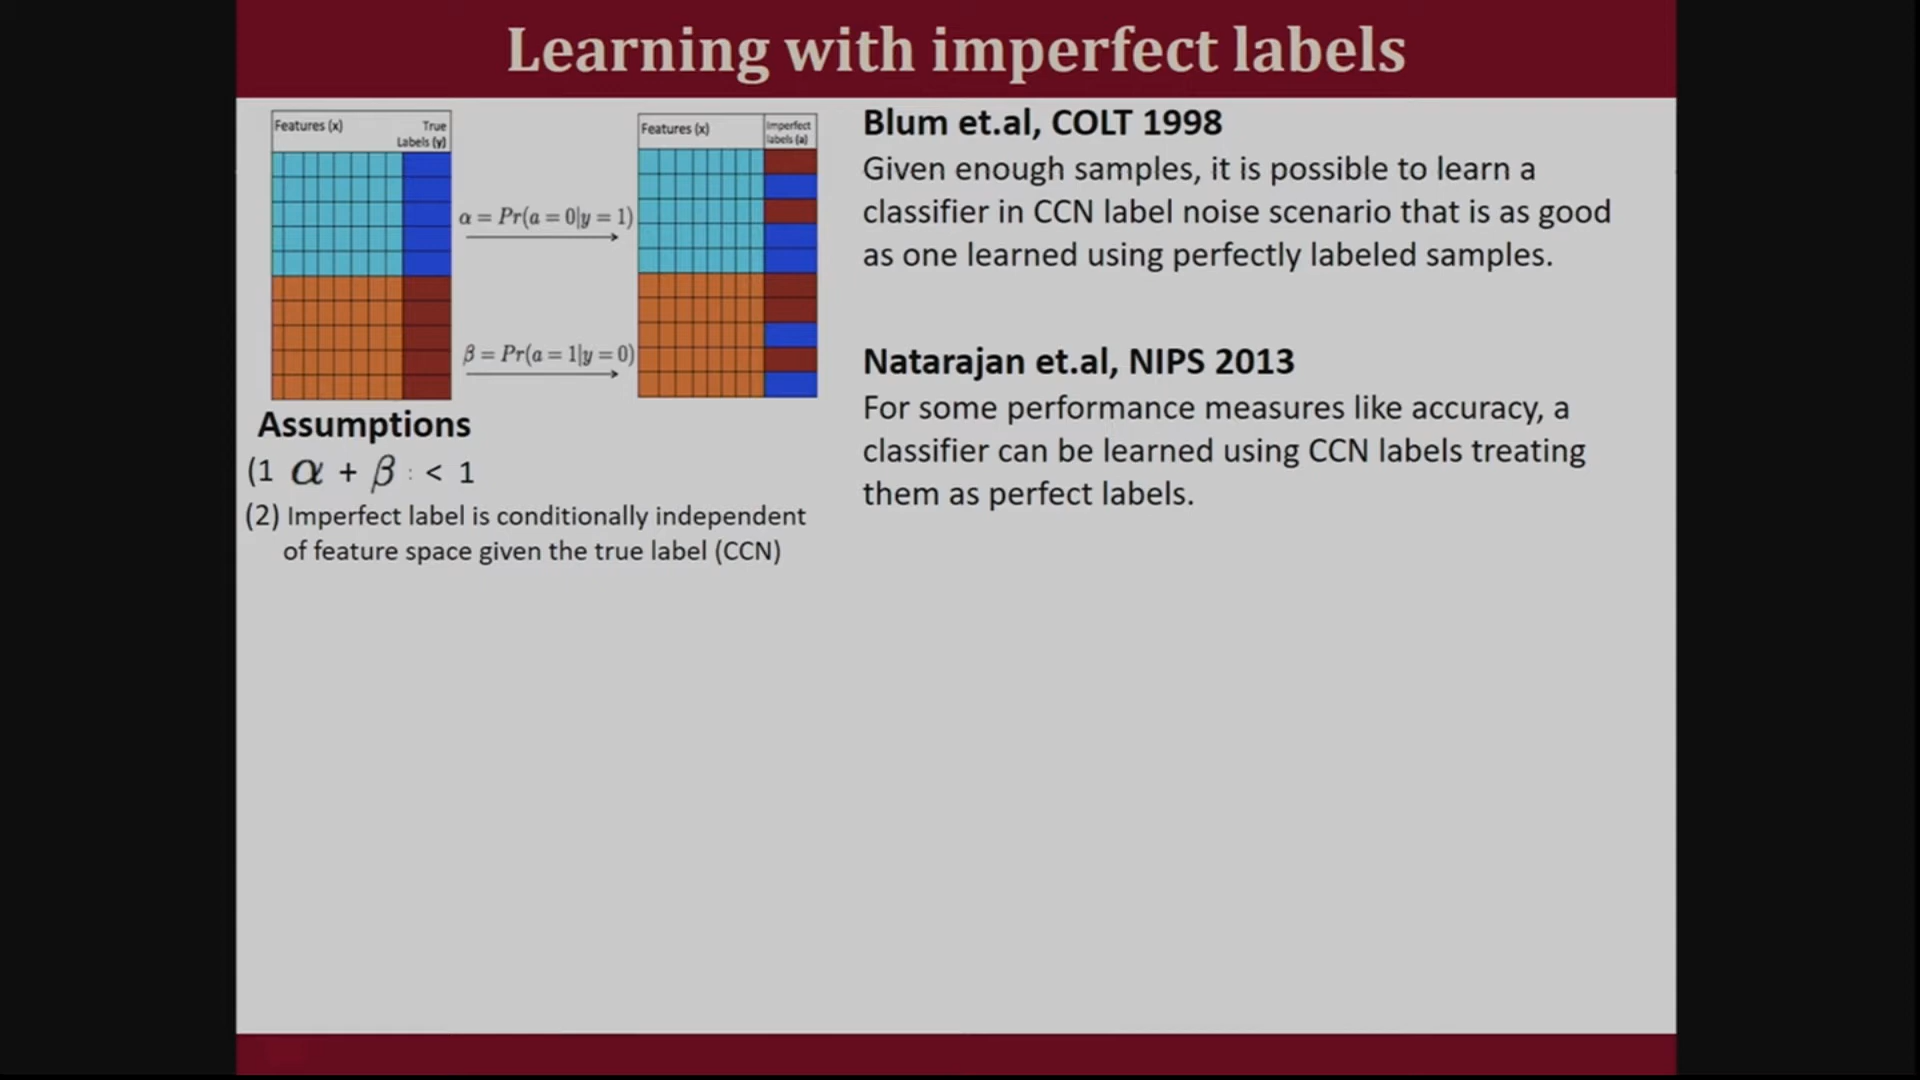 Learning with imperfect labels
Features (x)
True
Labels (y)
α = Pr(a = 0|y = 1)
β = Pr(a = 1|y = 0)
Features (x)
Imperfect
labels (a)
Assumptions
(1 α + β : < 1
(2) Imperfect label is conditionally independent
of feature space given the true label (CCN)
Blum et.al, COLT 1998
Given enough samples, it is possible to learn a
classifier in CCN label noise scenario that is as good
as one learned using perfectly labeled samples.
Natarajan et.al, NIPS 2013
For some performance measures like accuracy, a
classifier can be learned using CCN labels treating
them as perfect labels.